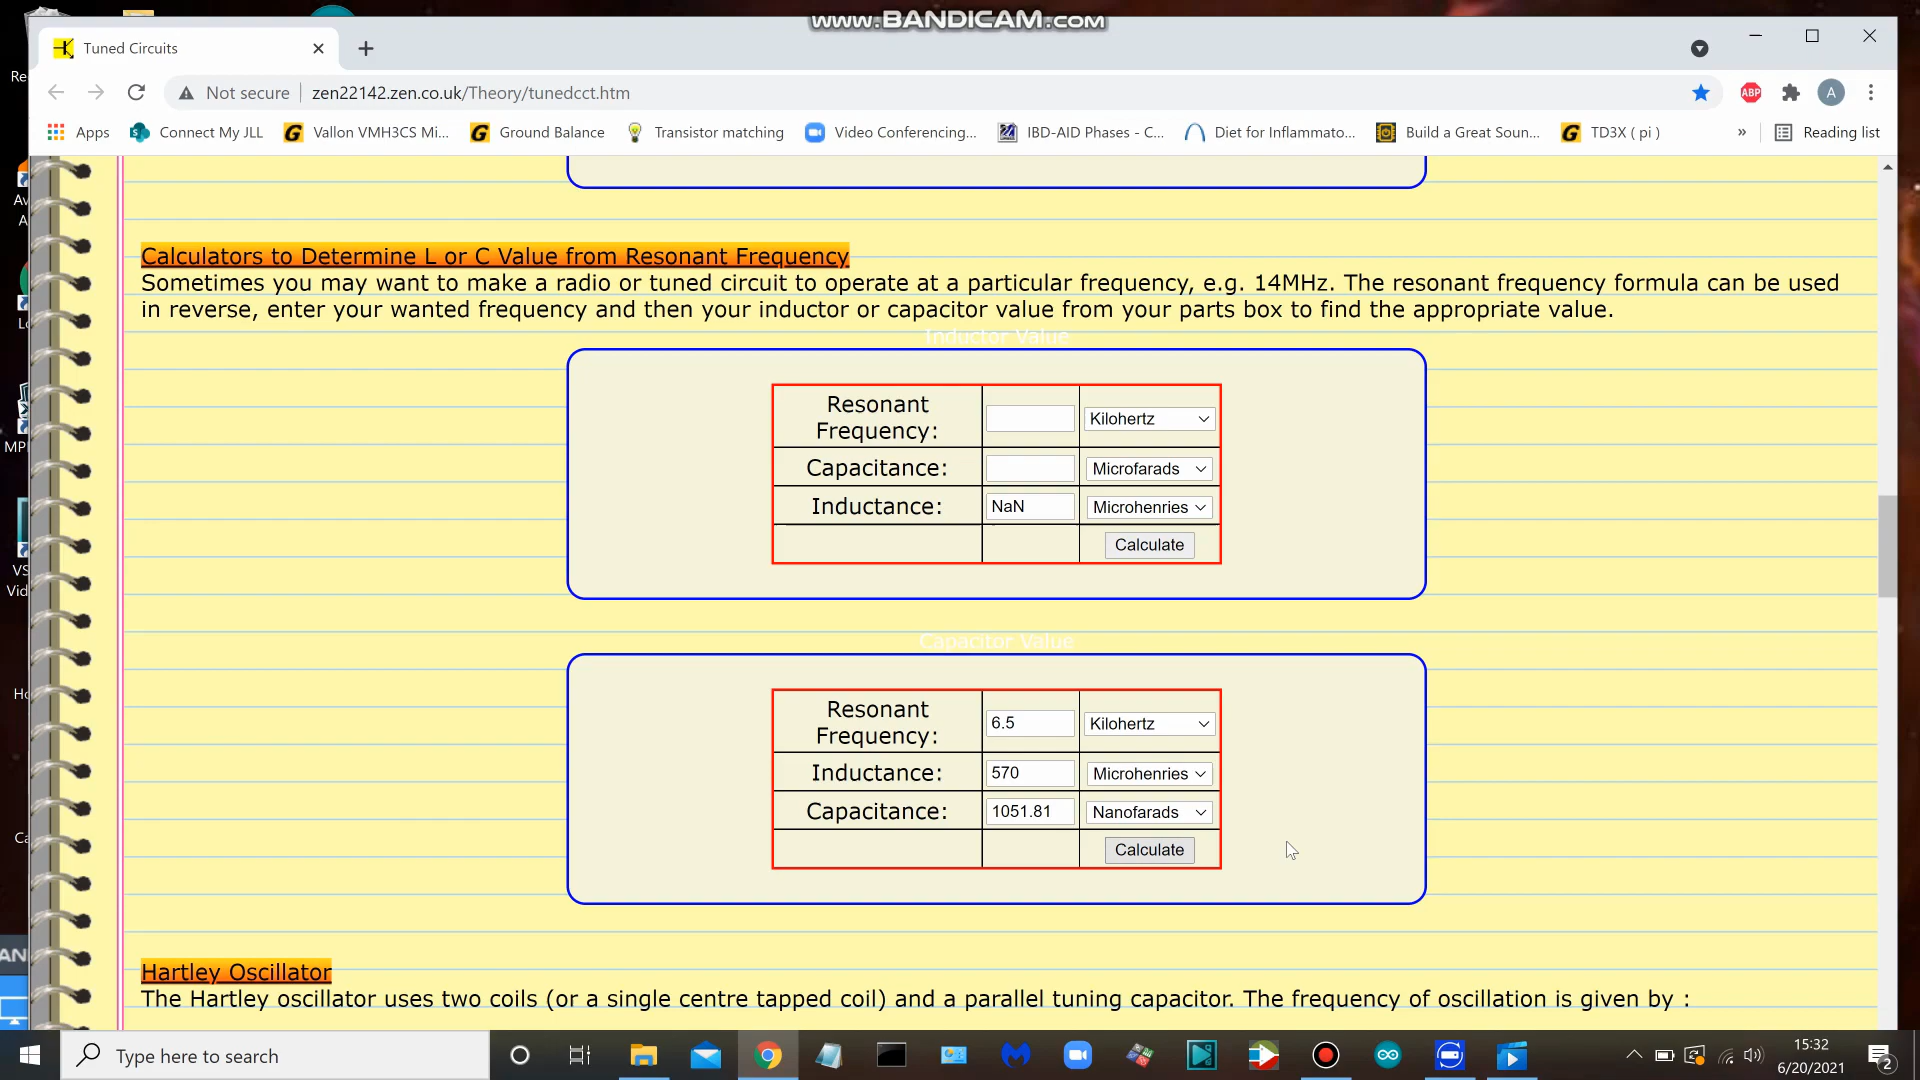 WWW.BANDICAM.COM
Tuned Circuits
Not secure
zen22142.zen.co.uk/Theory/tunedcct.htm
ABP
A
Apps
Connect My JLL
Vallon VMH3CS Mi...
Ground Balance
Transistor matching
Video Conferencing...
IBD-AID Phases - C...
Diet for Inflammato...
Build a Great Soun...
TD3X ( pi )
»
Reading list
Calculators to Determine L or C Value from Resonant Frequency
Sometimes you may want to make a radio or tuned circuit to operate at a particular frequency, e.g. 14MHz. The resonant frequency formula can be used
in reverse, enter your wanted frequency and then your inductor or capacitor value from your parts box to find the appropriate value.
Inductor Value
Resonant
Frequency:
Kilohertz
Capacitance:
Microfarads
Inductance:
NaN
Microhenries
Calculate
Capacitor Value
Resonant
Frequency:
6.5
Kilohertz
Inductance:
570
Microhenries
Capacitance:
1051.81
Nanofarads
Calculate
Hartley Oscillator
The Hartley oscillator uses two coils (or a single centre tapped coil) and a parallel tuning capacitor. The frequency of oscillation is given by :
Type here to search
15:32
6/20/2021
2